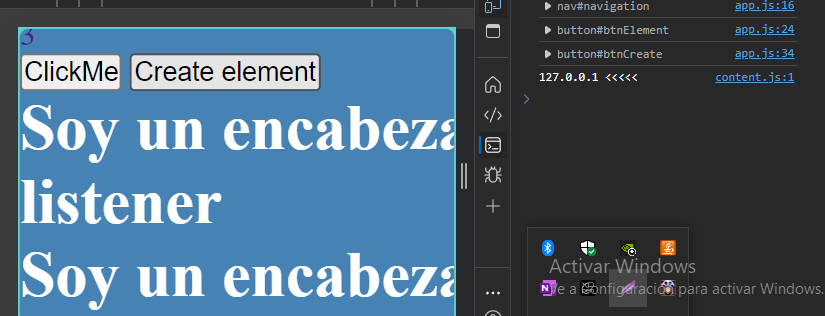 3
ClickMe Create element
Soy un encabeza
listener
Soy un encabeza
nav#navigation app.js:16
button#btnElement app.js:24
button#btnCreate app.js:34
127.0.0.1 <<<<< content.js:1
Activar Windows
Ve a Configuración para activar Windows.